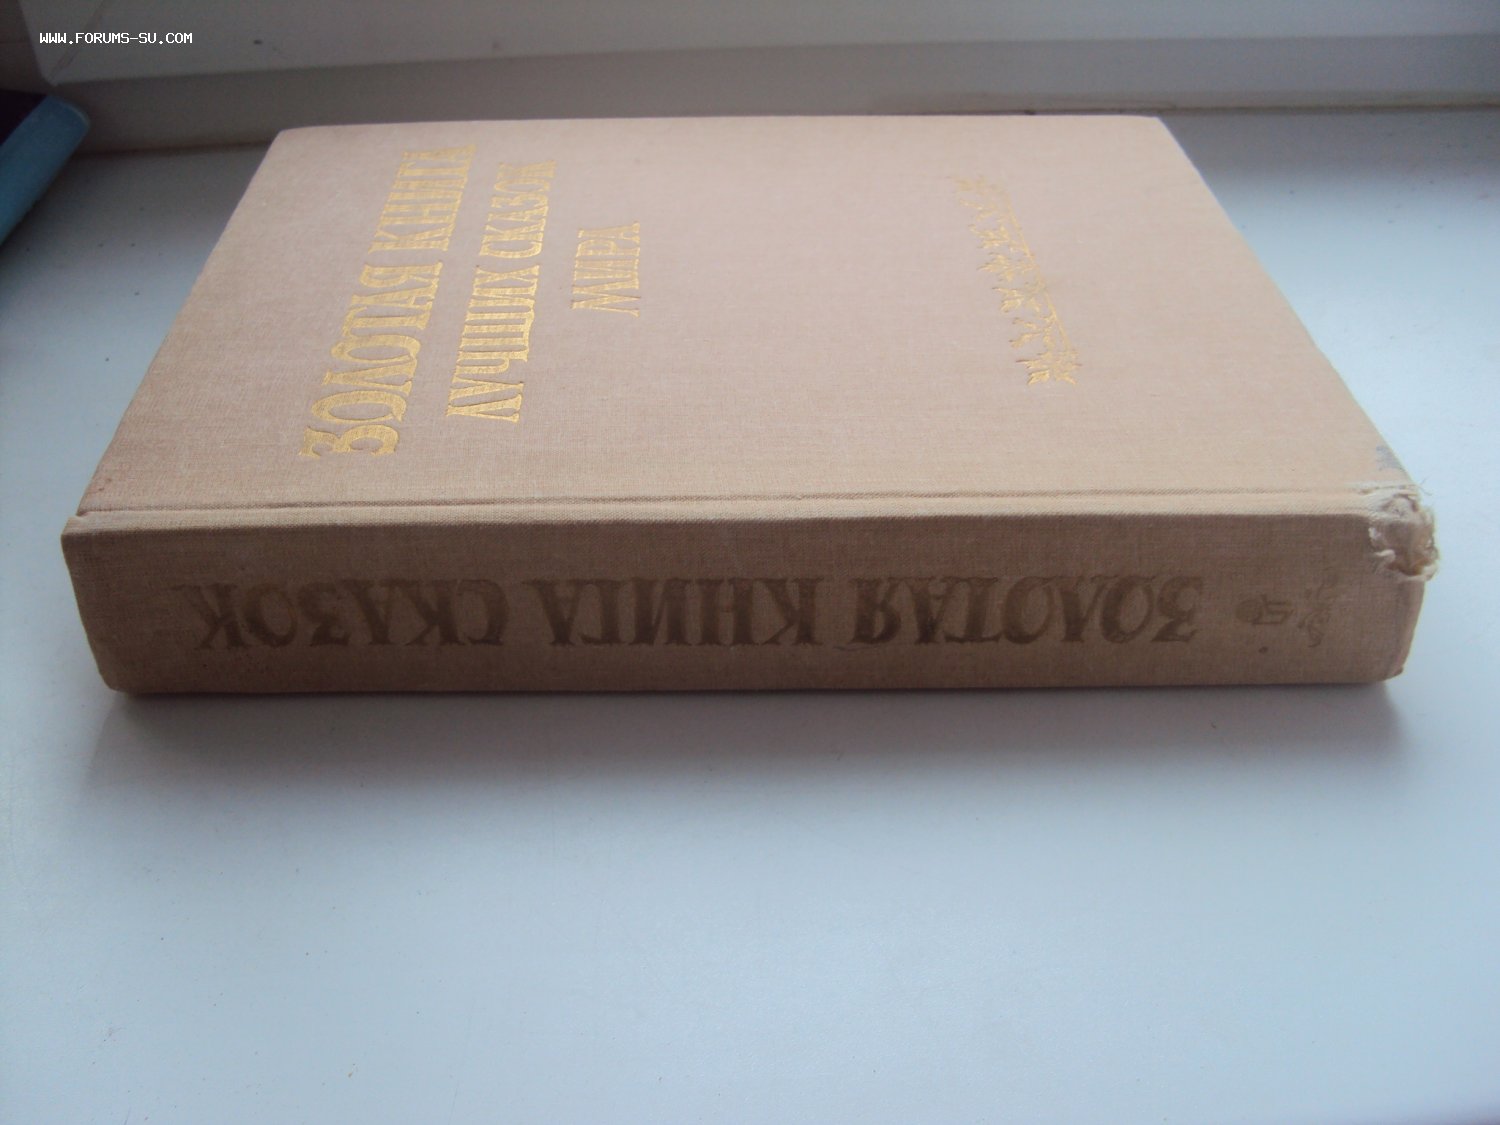 WWW.FORUMS-SU.COM
ЗОЛОТАЯ КНИГА
ЛУЧШИХ СКАЗОК
МИРА
ЗОЛОТАЯ КНИГА СКАЗОК